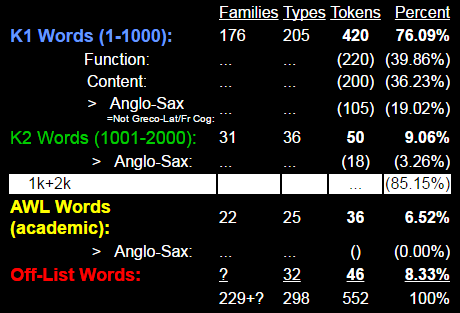 Families Types Tokens Percent
K1 Words (1-1000): 176 205 420 76.09%
Function: ... ... (220) (39.86%)
Content: ... ... (200) (36.23%)
> Anglo-Sax ... ... (105) (19.02%)
=Not Greco-Lat/Fr Cog:
K2 Words (1001-2000): 31 36 50 9.06%
> Anglo-Sax: ... ... (18) (3.26%)
1k+2k ... (85.15%)
AWL Words 22 25 36 6.52%
(academic):
> Anglo-Sax: ... ... () (0.00%)
Off-List Words: ? 32 46 8.33%
229+? 298 552 100%